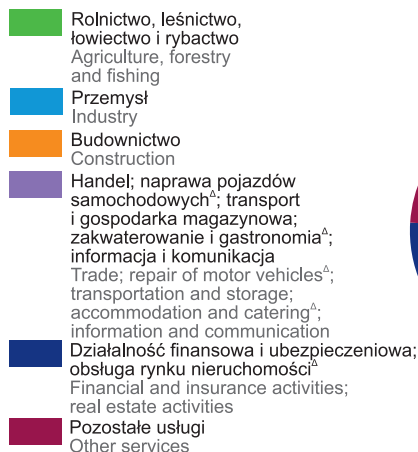 Rolnictwo, leśnictwo,
łowiectwo i rybactwo
Agriculture, forestry
and fishing
Przemysł
Industry
Budownictwo
Construction
Handel; naprawa pojazdów
samochodowych∆; transport
i gospodarka magazynowa;
zakwaterowanie i gastronomia∆;
informacja i komunikacja
Trade; repair of motor vehicles∆;
transportation and storage;
accommodation and catering∆;
information and communication
Działalność finansowa i ubezpieczeniowa;
obsługa rynku nieruchomości∆
Financial and insurance activities;
real estate activities
Pozostałe usługi
Other services